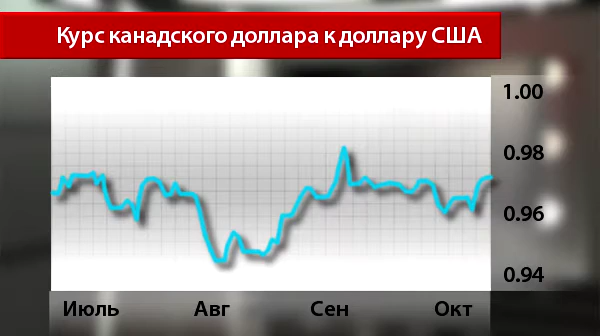 Курс канадского доллара к доллару США
1.00
0.98
0.96
0.94
Июль Авг Сен Окт